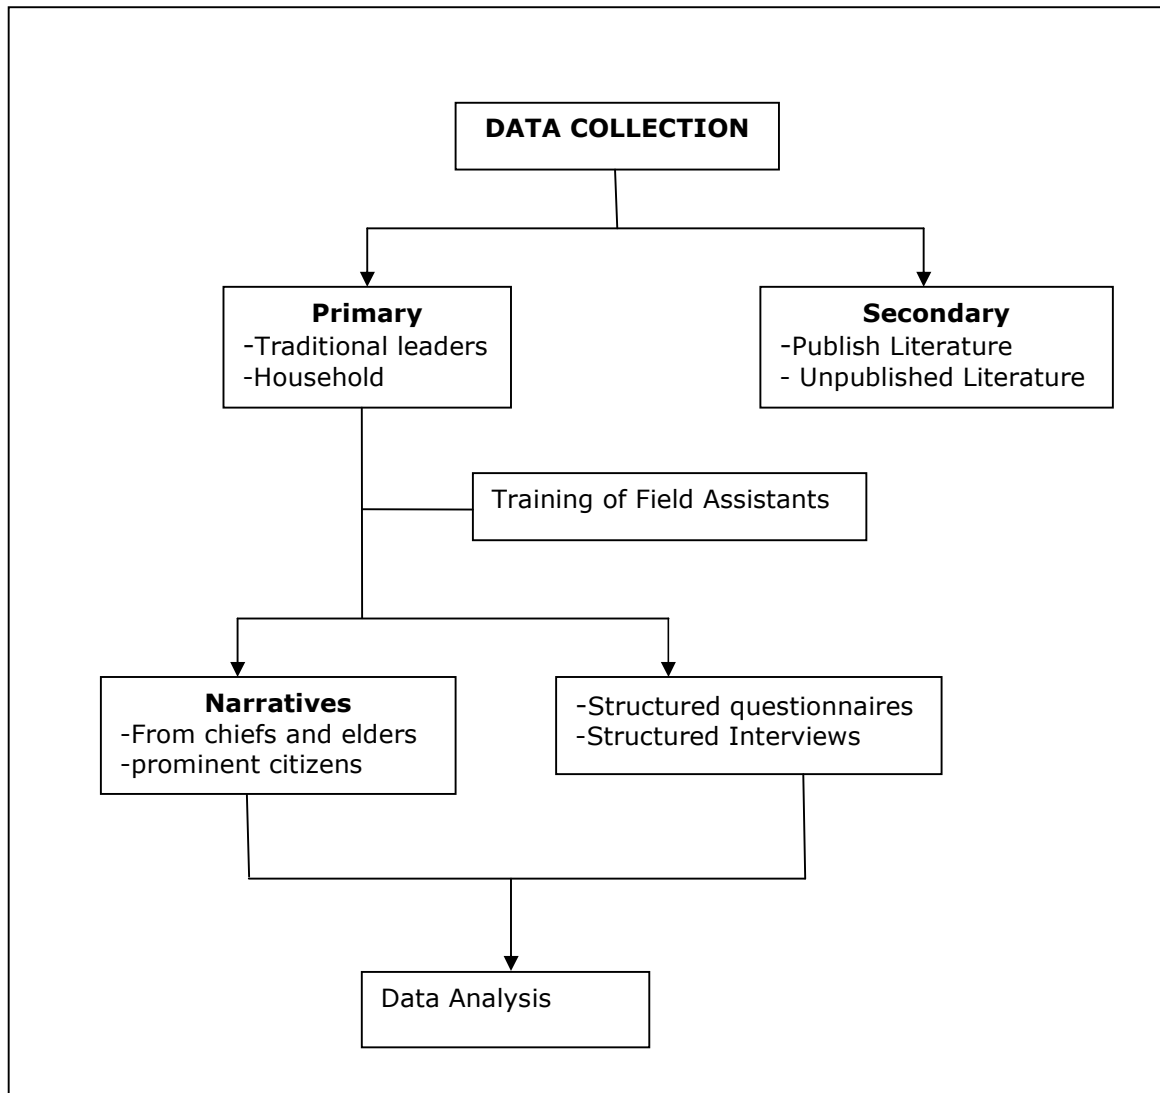 DATA COLLECTION
Primary
-Traditional leaders
-Household
Secondary
-Publish Literature
- Unpublished Literature
Training of Field Assistants
Narratives
-From chiefs and elders
-prominent citizens
-Structured questionnaires
-Structured Interviews
Data Analysis